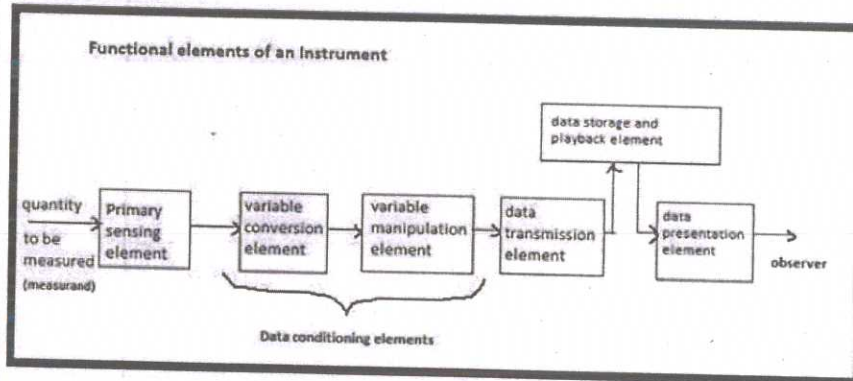 Functional elements of an Instrument
data storage and
playback element
quantity
to be
measured
(measurand)
Primary
sensing
element
variable
conversion
element
variable
manipulation
element
data
transmission
element
data
presentation
element
observer
Data conditioning elements